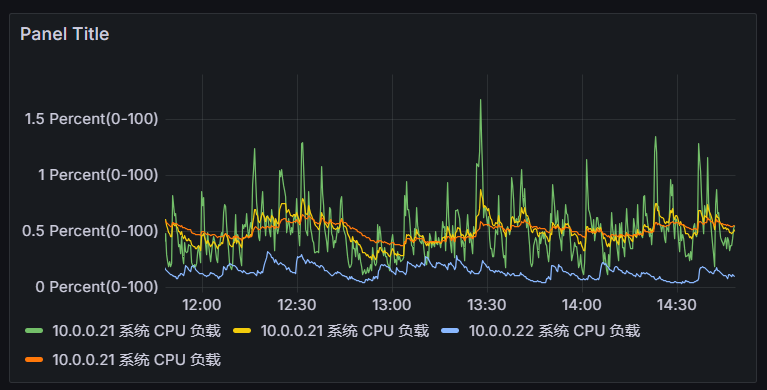 Panel Title
1.5 Percent(0-100)
1 Percent(0-100)
0.5 Percent(0-100)
0 Percent(0-100)
12:00 12:30 13:00 13:30 14:00 14:30
10.0.0.21 系统 CPU 负载 10.0.0.21 系统 CPU 负载 10.0.0.22 系统 CPU 负载
10.0.0.21 系统 CPU 负载